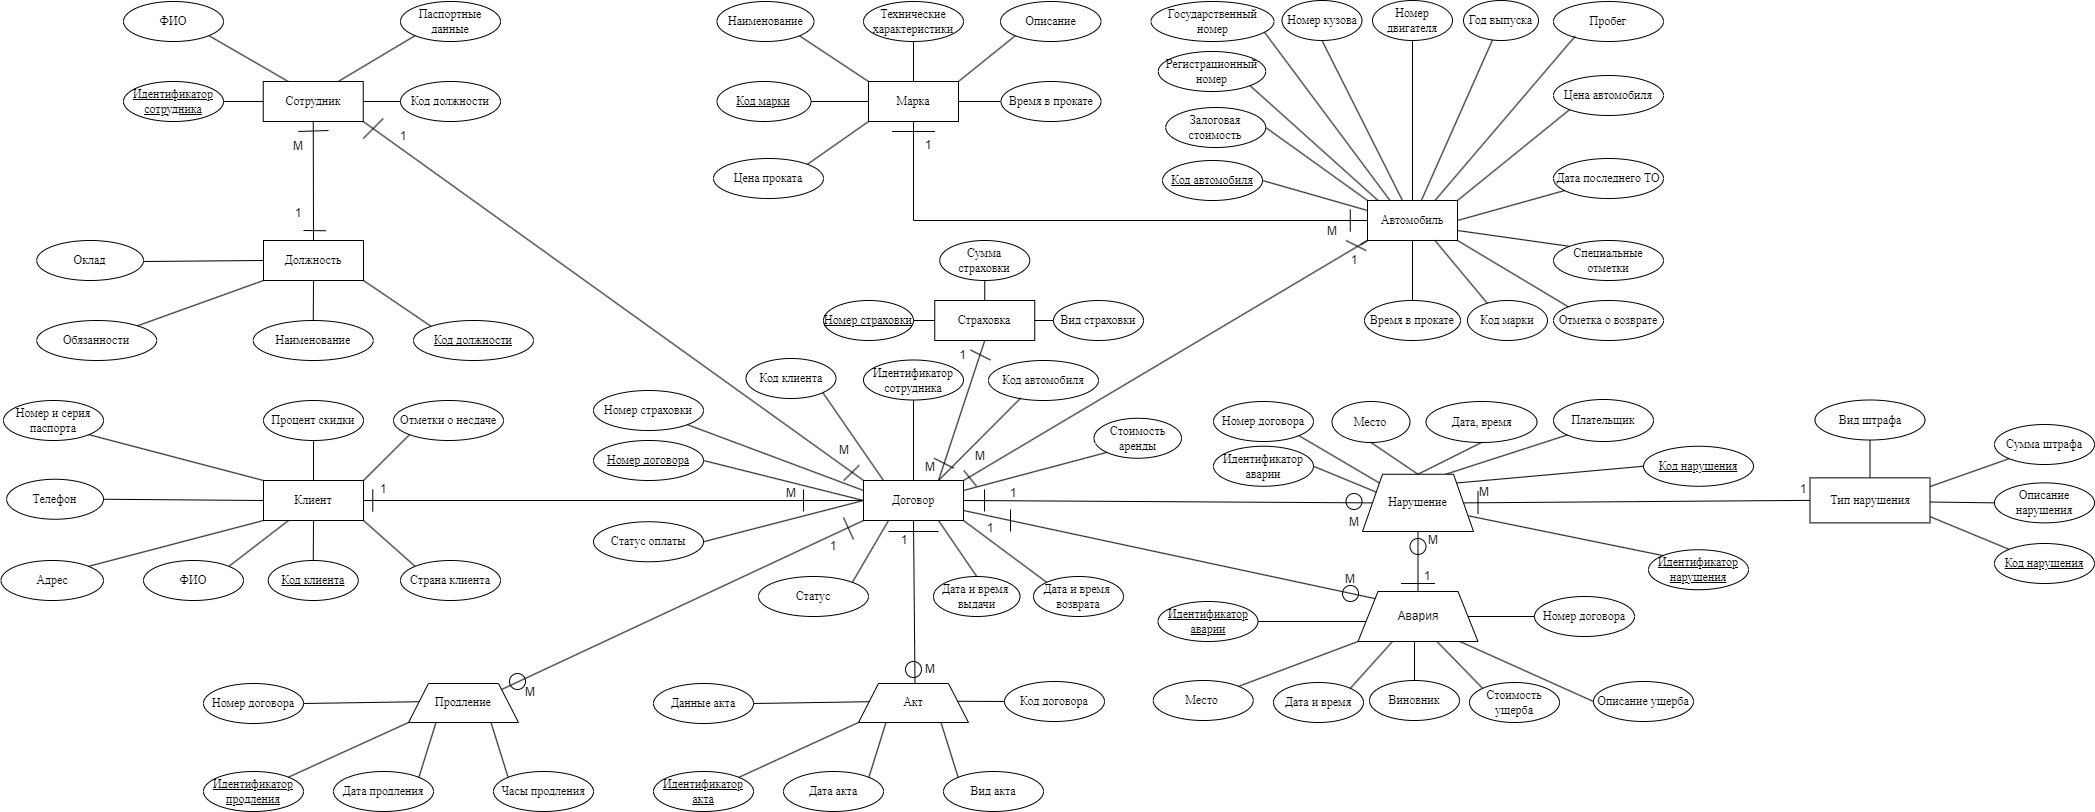 ФИО
Паспортные
данные
Идентификатор
сотрудника
Сотрудник
Код должности
M
1
1
Оклад
Должность
Обязанности
Наименование
Код должности
Наименование
Технические
характеристики
Описание
Код марки
Марка
Время в прокате
1
Цена проката
Государственный
номер
Номер кузова
Номер
двигателя
Год выпуска
Пробег
Регистрационный
номер
Цена автомобиля
Залоговая
стоимость
Код автомобиля
Дата последнего ТО
Автомобиль
M
1
Специальные
отметки
Время в прокате
Код марки
Отметка о возврате
Сумма
страховки
Номер страховки
Страховка
Вид страховки
1
Код клиента
Идентификатор
сотрудника
Код автомобиля
Номер страховки
Стоимость
аренды
Номер договора
M
M
M
Номер и серия
паспорта
Процент скидки
Отметки о несдаче
Телефон
Клиент
1
M
Договор
1
Адрес
ФИО
Код клиента
Страна клиента
Статус оплаты
1
1
1
Статус
Дата и время
выдачи
Дата и время
возврата
Номер договора
Место
Дата, время
Плательщик
Идентификатор
аварии
Код нарушения
M
Нарушение
M
1
Тип нарушения
Вид штрафа
Сумма штрафа
Описание
нарушения
Код нарушения
M
Идентификатор
нарушения
1
M
Идентификатор
аварии
Авария
Номер договора
Место
Дата и время
Виновник
Стоимость
ущерба
Описание ущерба
M
Номер договора
Продление
Идентификатор
продления
Дата продления
Часы продления
M
Данные акта
Акт
Код договора
Идентификатор
акта
Дата акта
Вид акта